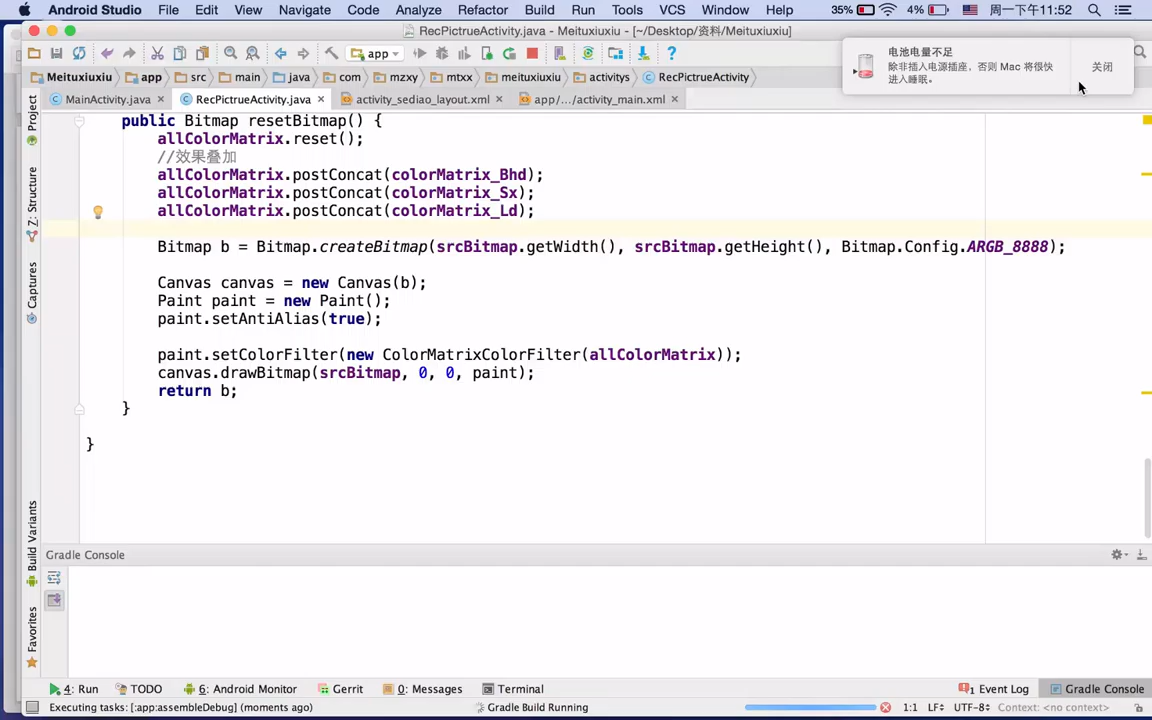 Android Studio File Edit View Navigate Code Analyze Refactor Build Run Tools VCS Window Help 35% 4% 周一下午11:52
RecPictrueActivity.java - Meituxiuxiu - [~/Desktop/资料/Meituxiuxiu]
电池电量不足
除非插入电源插座，否则 Mac 将很快
进入睡眠。
关闭
app
Meituxiuxiu app src main java com mzxy mtxx meituxiuxiu activitys RecPictrueActivity
MainActivity.java RecPictrueActivity.java activity_sediao_layout.xml app/.../activity_main.xml
Project
Z: Structure
Captures
Build Variants
Favorites
public Bitmap resetBitmap() {
allColorMatrix.reset();
//效果叠加
allColorMatrix.postConcat(colorMatrix_Bhd);
allColorMatrix.postConcat(colorMatrix_Sx);
allColorMatrix.postConcat(colorMatrix_Ld);
Bitmap b = Bitmap.createBitmap(srcBitmap.getWidth(), srcBitmap.getHeight(), Bitmap.Config.ARGB_8888);
Canvas canvas = new Canvas(b);
Paint paint = new Paint();
paint.setAntiAlias(true);
paint.setColorFilter(new ColorMatrixColorFilter(allColorMatrix));
canvas.drawBitmap(srcBitmap, 0, 0, paint);
return b;
}
}
Gradle Console
4: Run TODO 6: Android Monitor Gerrit 0: Messages Terminal 1 Event Log Gradle Console
Executing tasks: [:app:assembleDebug] (moments ago) Gradle Build Running 1:1 LF÷ UTF-8÷ Context: <no context>